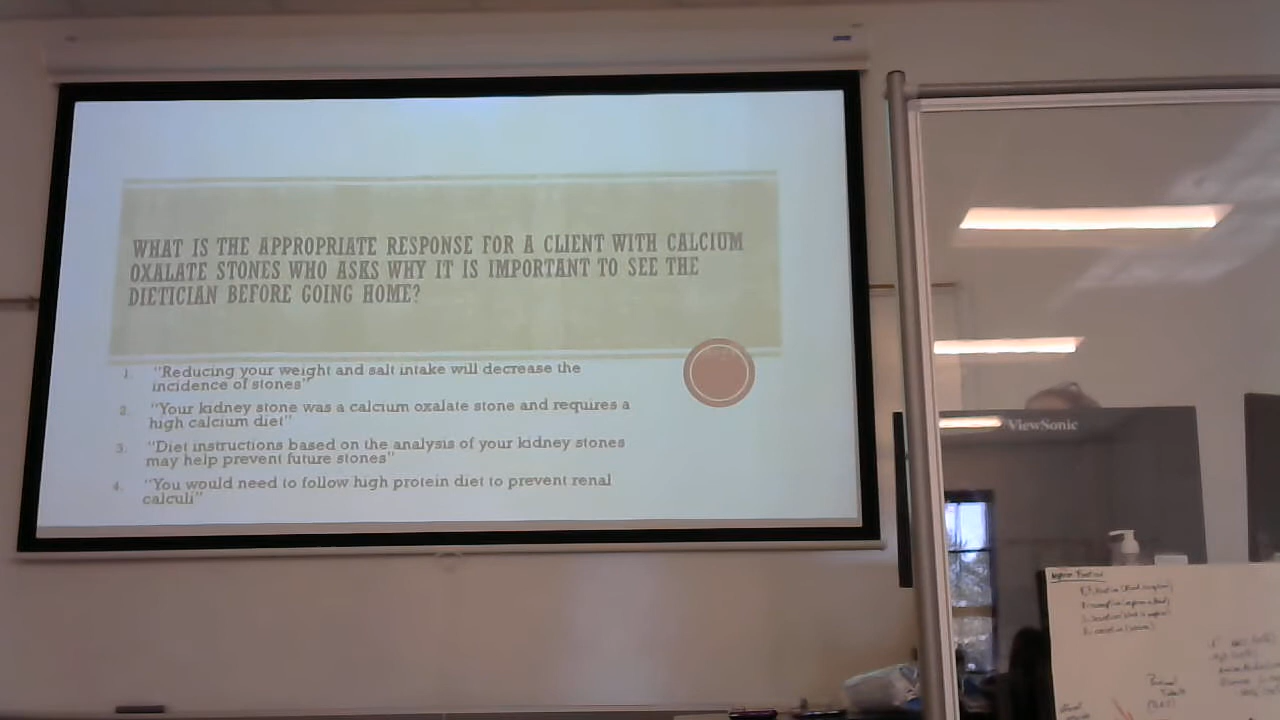 WHAT IS THE APPROPRIATE RESPONSE FOR A CLIENT WITH CALCIUM
OXALATE STONES WHO ASKS WHY IT IS IMPORTANT TO SEE THE
DIETICIAN BEFORE GOING HOME?
1. "Reducing your weight and salt intake will decrease the
incidence of stones"
2. "Your kidney stone was a calcium oxalate stone and requires a
high calcium diet"
3. "Diet instructions based on the analysis of your kidney stones
may help prevent future stones"
4. "You would need to follow high protein diet to prevent renal
calculi"
ViewSonic